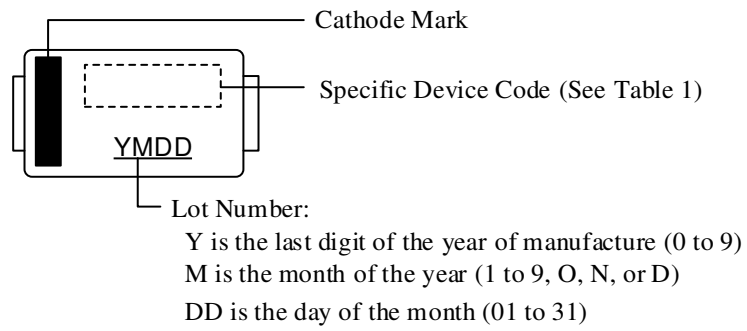 Cathode Mark
Specific Device Code (See Table 1)
YMDD
Lot Number:
Y is the last digit of the year of manufacture (0 to 9)
M is the month of the year (1 to 9, O, N, or D)
DD is the day of the month (01 to 31)